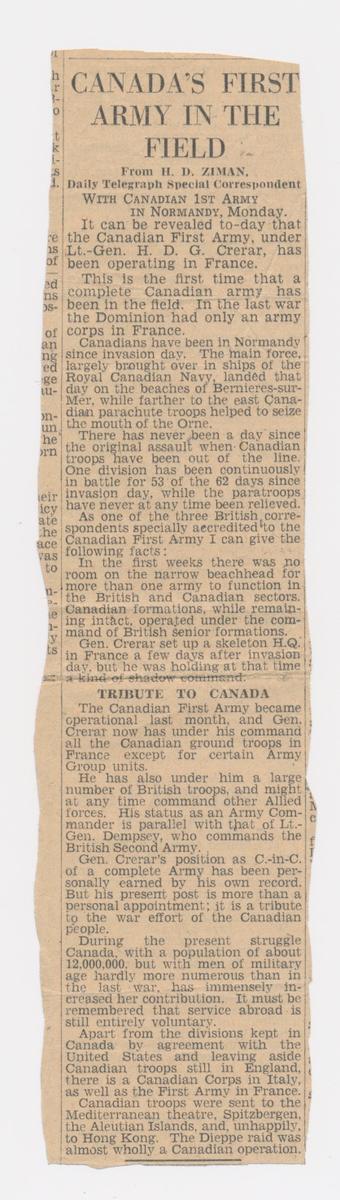 CANADA'S FIRST
ARMY IN THE
FIELD
From H. D. ZIMAN,
Daily Telegraph Special Correspondent
WITH CANADIAN 1ST ARMY
IN NORMANDY, Monday.
It can be revealed to-day that
the Canadian First Army, under
Lt.-Gen. H. D. G. Crerar, has
been operating in France.
This is the first time that a
complete Canadian army has
been in the field. In the last war
the Dominion had only an army
corps in France.
Canadians have been in Normandy
since invasion day. The main force,
largely brought over in ships of the
Royal Canadian Navy, landed that
day on the beaches of Bernieres-sur-
Mer, while farther to the east Cana-
dian parachute troops helped to seize
the mouth of the Orne.
There has never been a day since
the original assault when Canadian
troops have been out of the line.
One division has been continuously
in battle for 53 of the 62 days since
invasion day, while the paratroops
have never at any time been relieved.
As one of the three British corre-
spondents specially accredited to the
Canadian First Army I can give the
following facts:
In the first weeks there was no
room on the narrow beachhead for
more than one army to function in
the British and Canadian sectors.
Canadian formations, while remain-
ing intact, operated under the com-
mand of British senior formations.
Gen. Crerar set up a skeleton H.Q.
in France a few days after invasion
day, but he was holding at that time
a kind of shadow command.
TRIBUTE TO CANADA
The Canadian First Army became
operational last month, and Gen.
Crerar now has under his command
all the Canadian ground troops in
France except for certain Army
Group units.
He has also under him a large
number of British troops, and might
at any time command other Allied
forces. His status as an Army Com-
mander is parallel with that of Lt.-
Gen. Dempsey, who commands the
British Second Army.
Gen. Crerar's position as C.-in-C.
of a complete Army has been per-
sonally earned by his own record.
But his present post is more than a
personal appointment; it is a tribute
to the war effort of the Canadian
people.
During the present struggle
Canada, with a population of about
12,000,000, but with men of military
age hardly more numerous than in
the last war, has immensely in-
creased her contribution. It must be
remembered that service abroad is
still entirely voluntary.
Apart from the divisions kept in
Canada by agreement with the
United States and leaving aside
Canadian troops still in England,
there is a Canadian Corps in Italy,
as well as the First Army in France.
Canadian troops were sent to the
Mediterranean theatre, Spitzbergen,
the Aleutian Islands, and, unhappily,
to Hong Kong. The Dieppe raid was
almost wholly a Canadian operation.